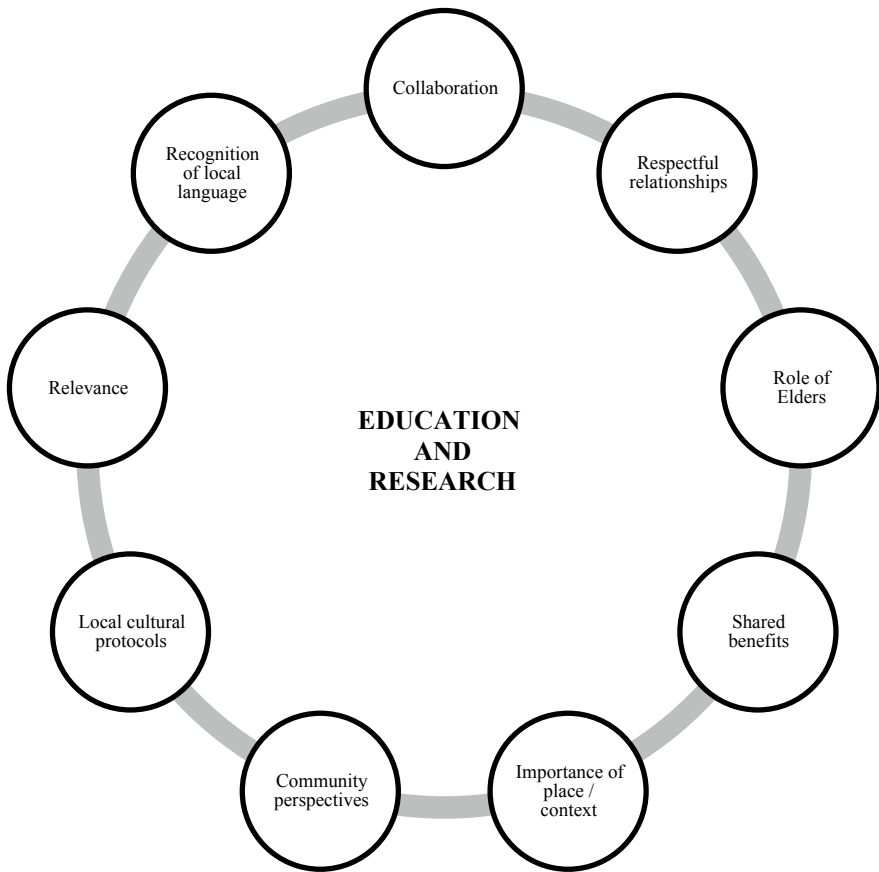 Collaboration
Respectful
relationships
Role of
Elders
Shared
benefits
Importance of
place /
context
Community
perspectives
Local cultural
protocols
Relevance
Recognition
of local
language
EDUCATION
AND
RESEARCH